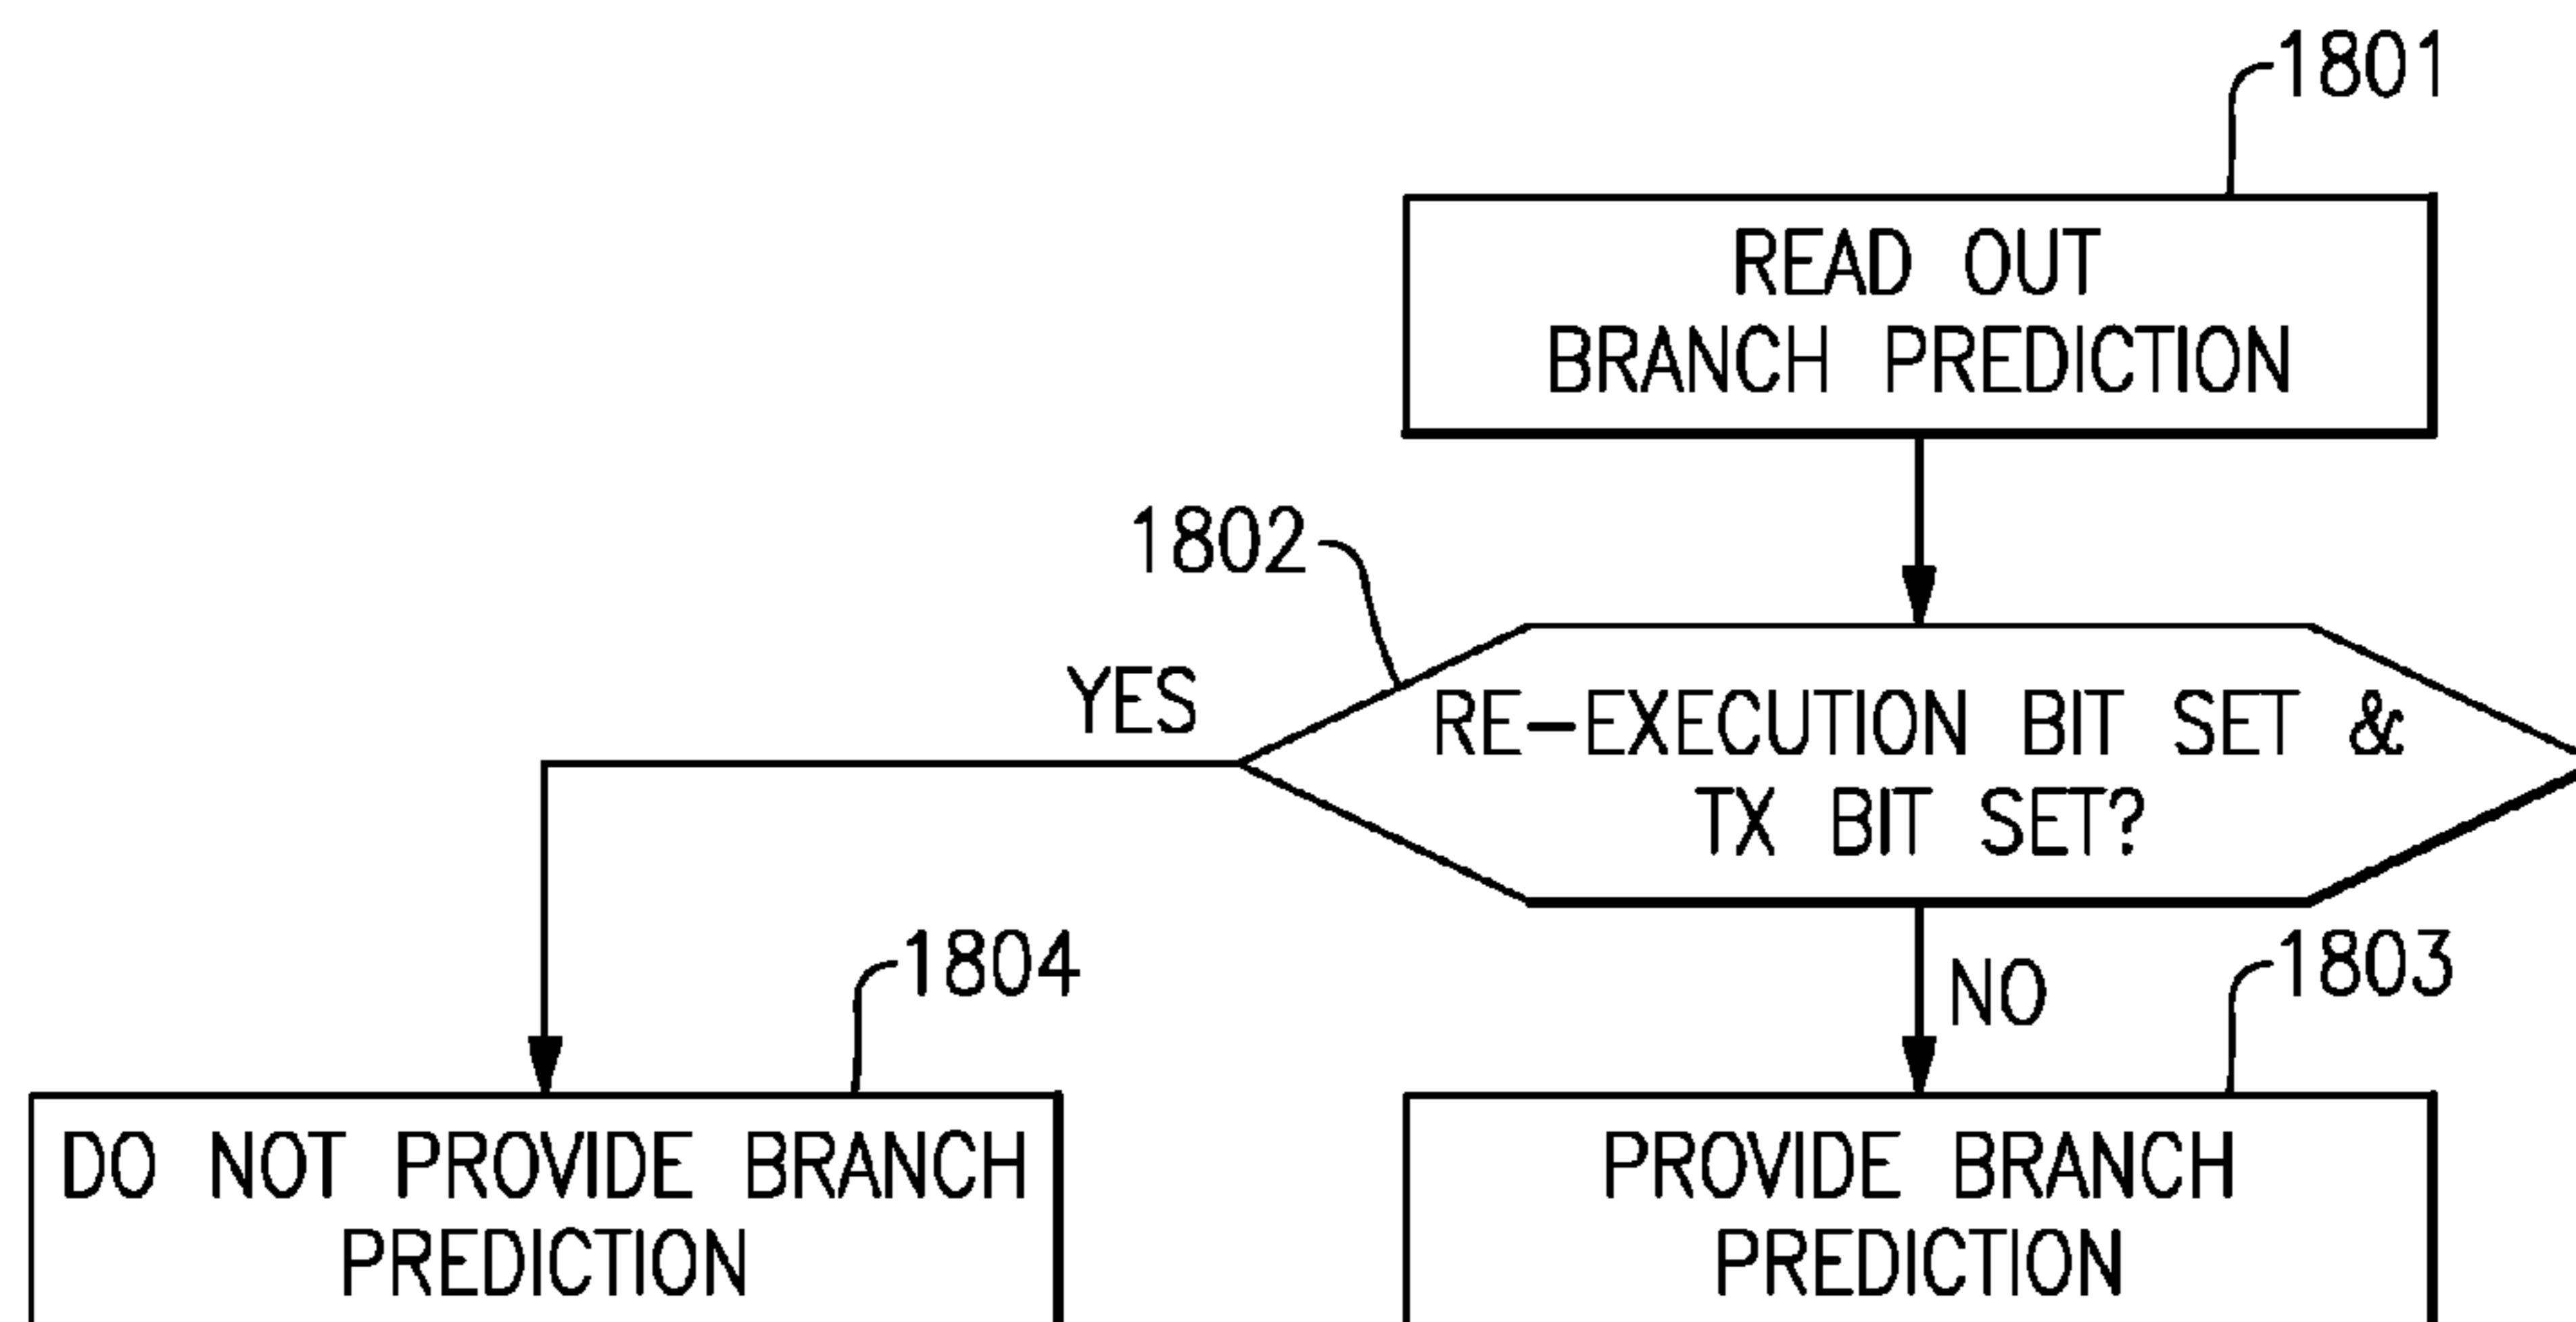 1801
READ OUT
BRANCH PREDICTION
1802
YES
RE-EXECUTION BIT SET &
TX BIT SET?
1804
NO
1803
DO NOT PROVIDE BRANCH
PREDICTION
PROVIDE BRANCH
PREDICTION